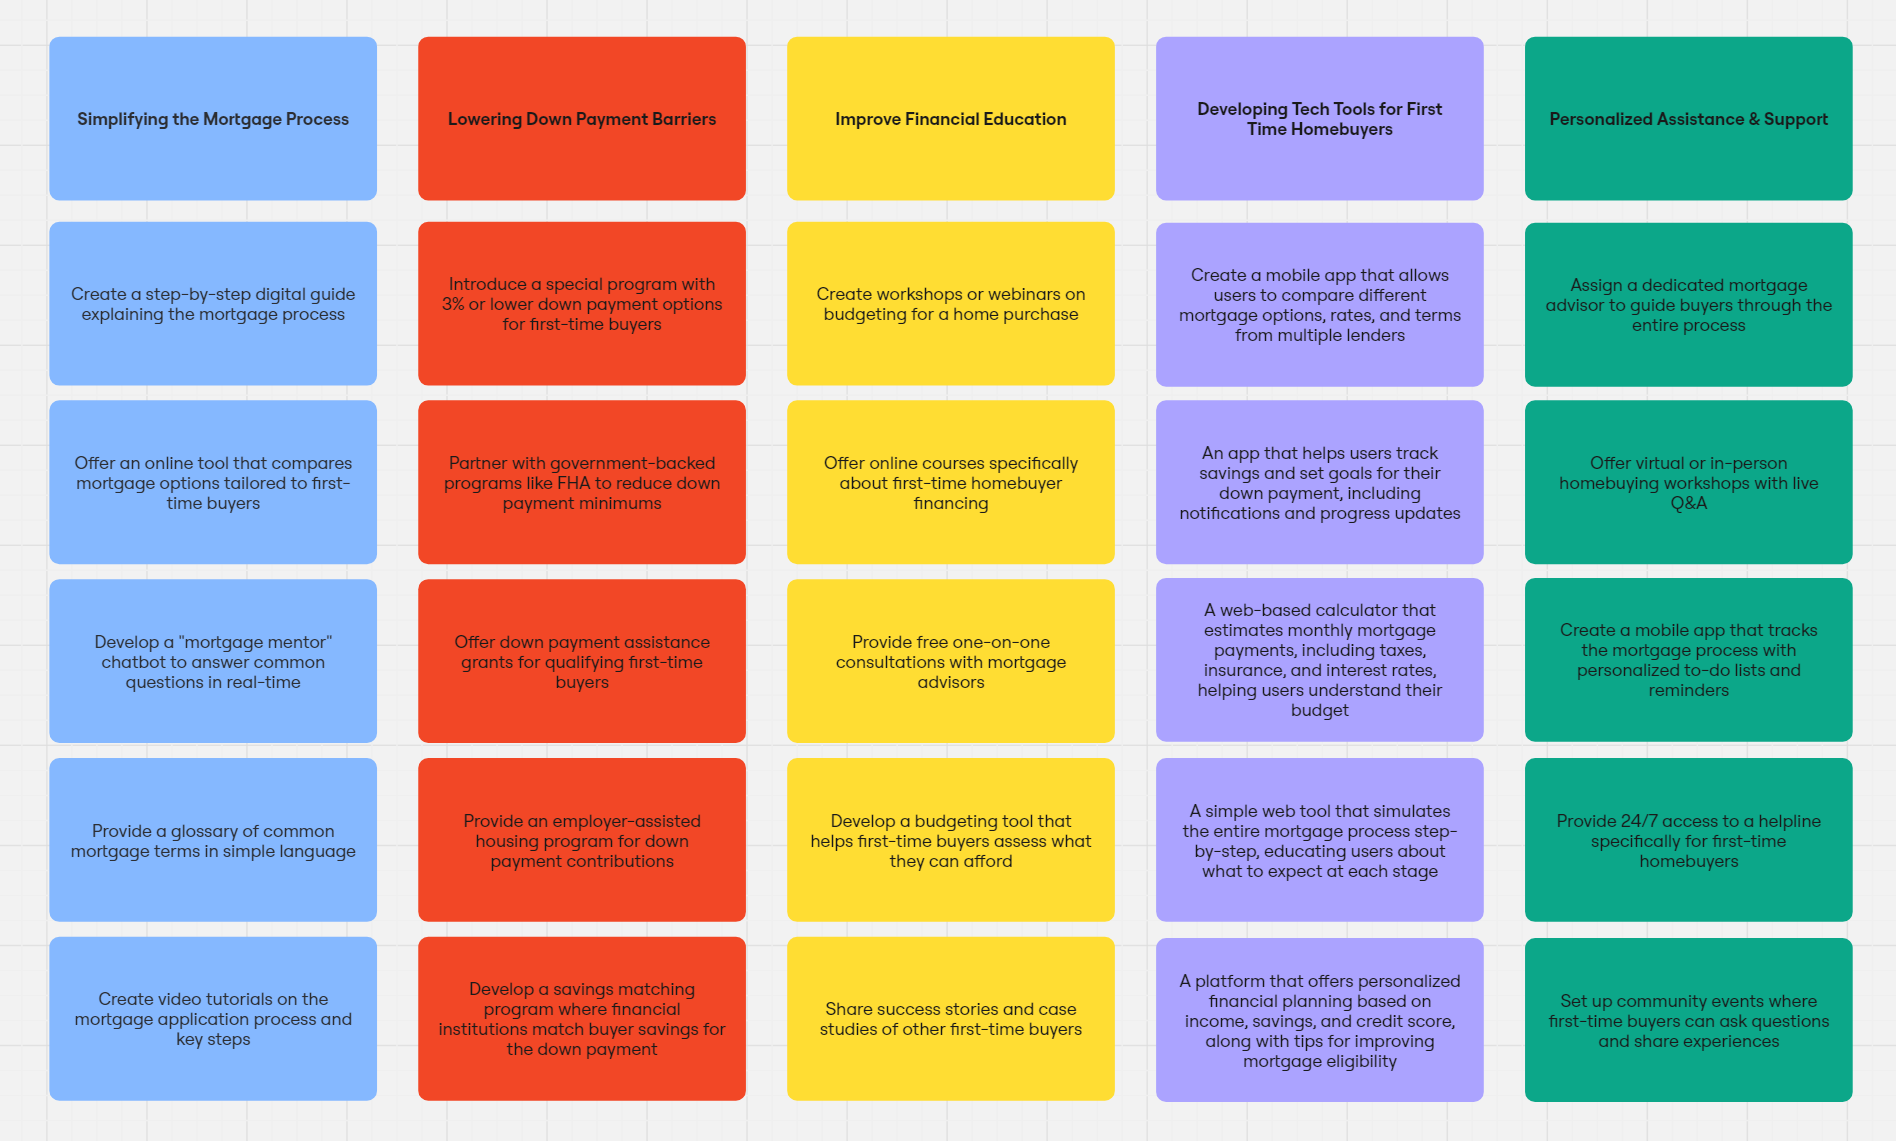 Simplifying the Mortgage Process
Create a step-by-step digital guide
explaining the mortgage process
Offer an online tool that compares
mortgage options tailored to first-
time buyers
Develop a "mortgage mentor"
chatbot to answer common
questions in real-time
Provide a glossary of common
mortgage terms in simple language
Create video tutorials on the
mortgage application process and
key steps
Lowering Down Payment Barriers
Introduce a special program with
3% or lower down payment options
for first-time buyers
Partner with government-backed
programs like FHA to reduce down
payment minimums
Offer down payment assistance
grants for qualifying first-time
buyers
Provide an employer-assisted
housing program for down
payment contributions
Develop a savings matching
program where financial
institutions match buyer savings for
the down payment
Improve Financial Education
Create workshops or webinars on
budgeting for a home purchase
Offer online courses specifically
about first-time homebuyer
financing
Provide free one-on-one
consultations with mortgage
advisors
Develop a budgeting tool that
helps first-time buyers assess what
they can afford
Share success stories and case
studies of other first-time buyers
Developing Tech Tools for First
Time Homebuyers
Create a mobile app that allows
users to compare different
mortgage options, rates, and terms
from multiple lenders
An app that helps users track
savings and set goals for their
down payment, including
notifications and progress updates
A web-based calculator that
estimates monthly mortgage
payments, including taxes,
insurance, and interest rates,
helping users understand their
budget
A simple web tool that simulates
the entire mortgage process step-
by-step, educating users about
what to expect at each stage
A platform that offers personalized
financial planning based on
income, savings, and credit score,
along with tips for improving
mortgage eligibility
Personalized Assistance & Support
Assign a dedicated mortgage
advisor to guide buyers through the
entire process
Offer virtual or in-person
homebuying workshops with live
Q&A
Create a mobile app that tracks
the mortgage process with
personalized to-do lists and
reminders
Provide 24/7 access to a helpline
specifically for first-time
homebuyers
Set up community events where
first-time buyers can ask questions
and share experiences